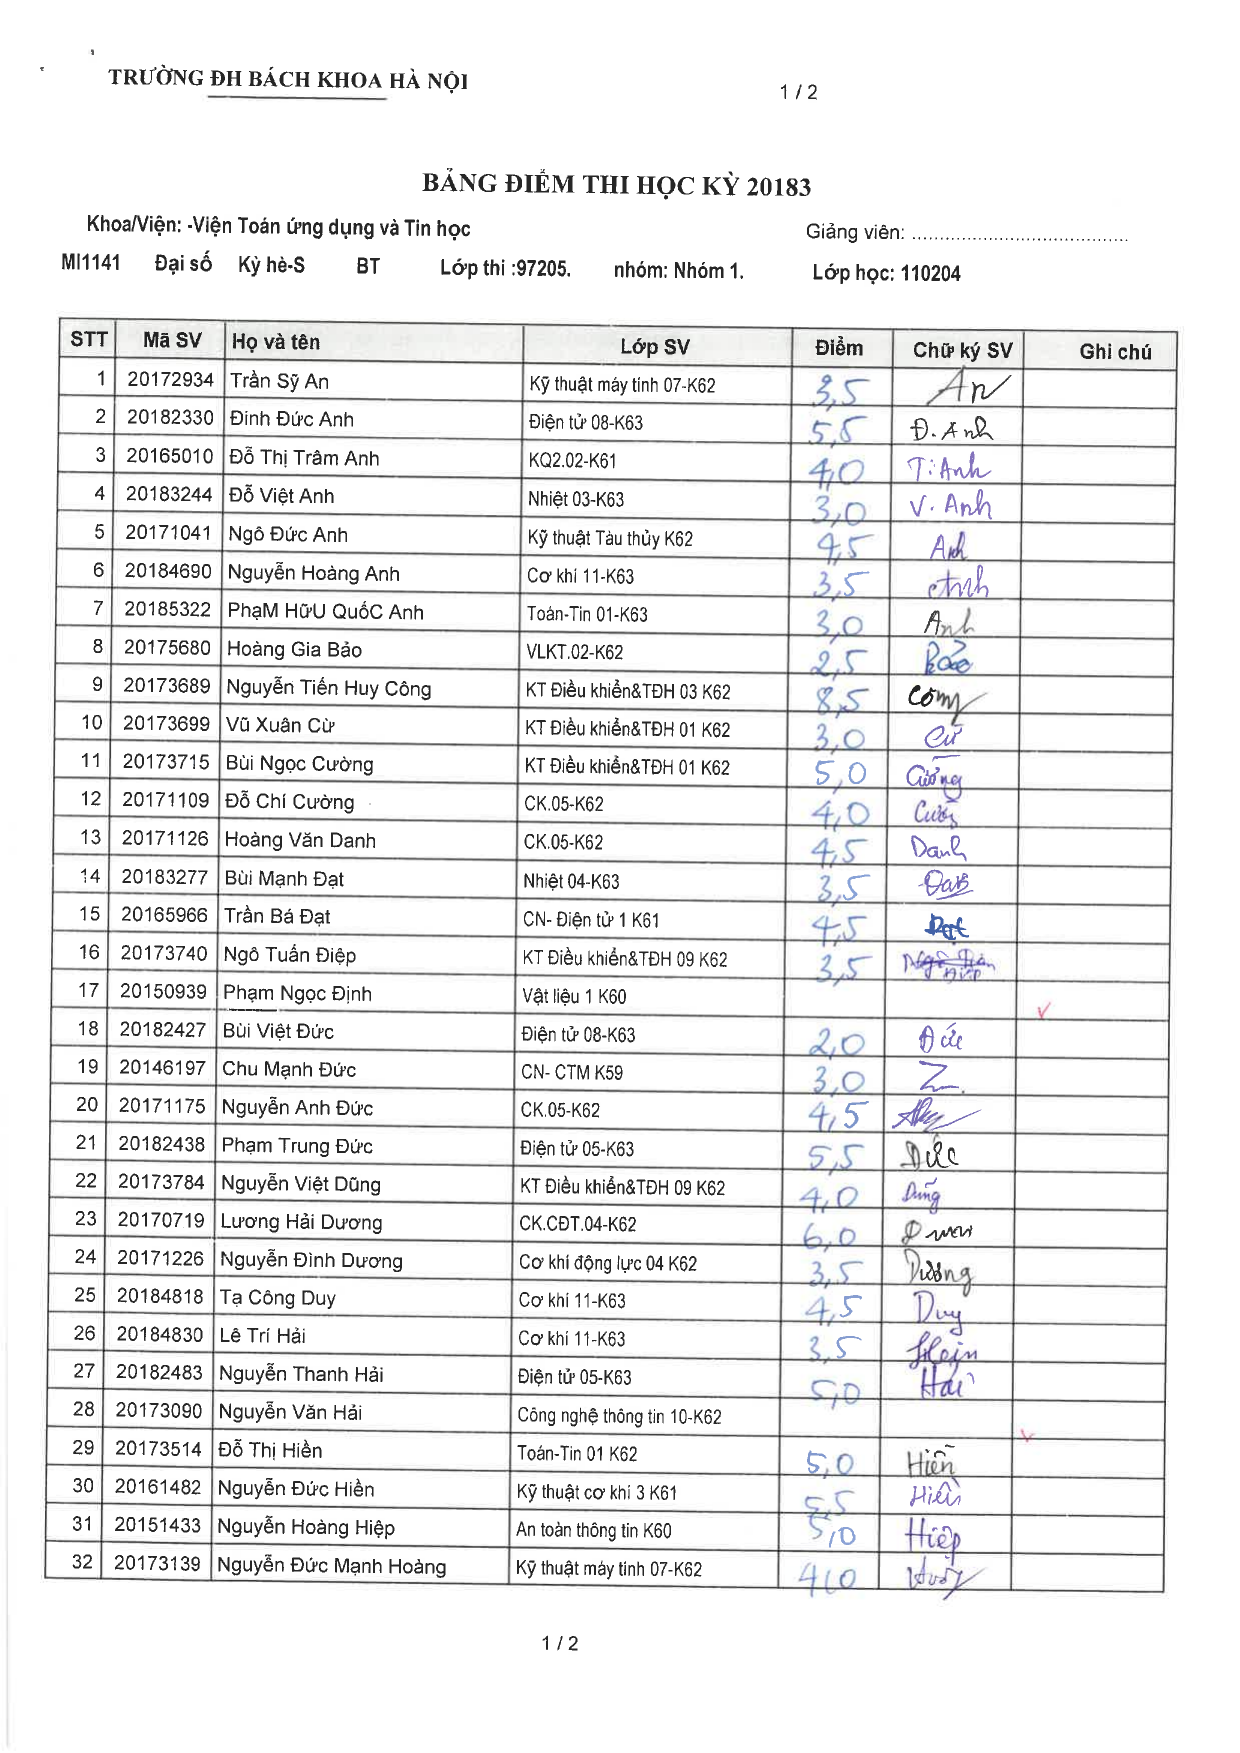 TRƯỜNG ĐH BÁCH KHOA HÀ NỘI
1 / 2
BẢNG ĐIỂM THI HỌC KỲ 20183
Khoa/Viện: -Viện Toán ứng dụng và Tin học Giảng viên: .......................................
MI1141 Đại số Kỳ hè-S BT Lớp thi :97205. nhóm: Nhóm 1. Lớp học: 110204
STT Mã SV Họ và tên Lớp SV Điểm Chữ ký SV Ghi chú
1 20172934 Trần Sỹ An Kỹ thuật máy tính 07-K62 3,5 An
2 20182330 Đinh Đức Anh Điện tử 08-K63 5,5 Đ. Anh
3 20165010 Đỗ Thị Trâm Anh KQ2.02-K61 4,0 T. Anh
4 20183244 Đỗ Việt Anh Nhiệt 03-K63 3,0 V. Anh
5 20171041 Ngô Đức Anh Kỹ thuật Tàu thủy K62 4,5 Anh
6 20184690 Nguyễn Hoàng Anh Cơ khí 11-K63 3,5 Anh
7 20185322 PhạM HữU QuốC Anh Toán-Tin 01-K63 3,0 Anh
8 20175680 Hoàng Gia Bảo VLKT.02-K62 2,5 Bảo
9 20173689 Nguyễn Tiến Huy Công KT Điều khiển&TĐH 03 K62 8,5 Công
10 20173699 Vũ Xuân Cừ KT Điều khiển&TĐH 01 K62 3,0 Cừ
11 20173715 Bùi Ngọc Cường KT Điều khiển&TĐH 01 K62 5,0 Cường
12 20171109 Đỗ Chí Cường CK.05-K62 4,0
13 20171126 Hoàng Văn Danh CK.05-K62 4,5 Danh
14 20183277 Bùi Mạnh Đạt Nhiệt 04-K63 3,5 Đạt
15 20165966 Trần Bá Đạt CN- Điện tử 1 K61 4,5 Đạt
16 20173740 Ngô Tuấn Điệp KT Điều khiển&TĐH 09 K62 3,5
17 20150939 Phạm Ngọc Định Vật liệu 1 K60
18 20182427 Bùi Việt Đức Điện tử 08-K63 2,0 Đức
19 20146197 Chu Mạnh Đức CN- CTM K59 3,0
20 20171175 Nguyễn Anh Đức CK.05-K62 4,5
21 20182438 Phạm Trung Đức Điện tử 05-K63 5,5 Đức
22 20173784 Nguyễn Việt Dũng KT Điều khiển&TĐH 09 K62 4,0 Dũng
23 20170719 Lương Hải Dương CK.CĐT.04-K62 6,0
24 20171226 Nguyễn Đình Dương Cơ khí động lực 04 K62 3,5 Dương
25 20184818 Tạ Công Duy Cơ khí 11-K63 4,5 Duy
26 20184830 Lê Trí Hải Cơ khí 11-K63 3,5
27 20182483 Nguyễn Thanh Hải Điện tử 05-K63 5,0 Hải
28 20173090 Nguyễn Văn Hải Công nghệ thông tin 10-K62
29 20173514 Đỗ Thị Hiền Toán-Tin 01 K62 5,0 Hiền
30 20161482 Nguyễn Đức Hiền Kỹ thuật cơ khí 3 K61 5,5 Hiền
31 20151433 Nguyễn Hoàng Hiệp An toàn thông tin K60 5,0 Hiệp
32 20173139 Nguyễn Đức Mạnh Hoàng Kỹ thuật máy tính 07-K62 4,0
1 / 2